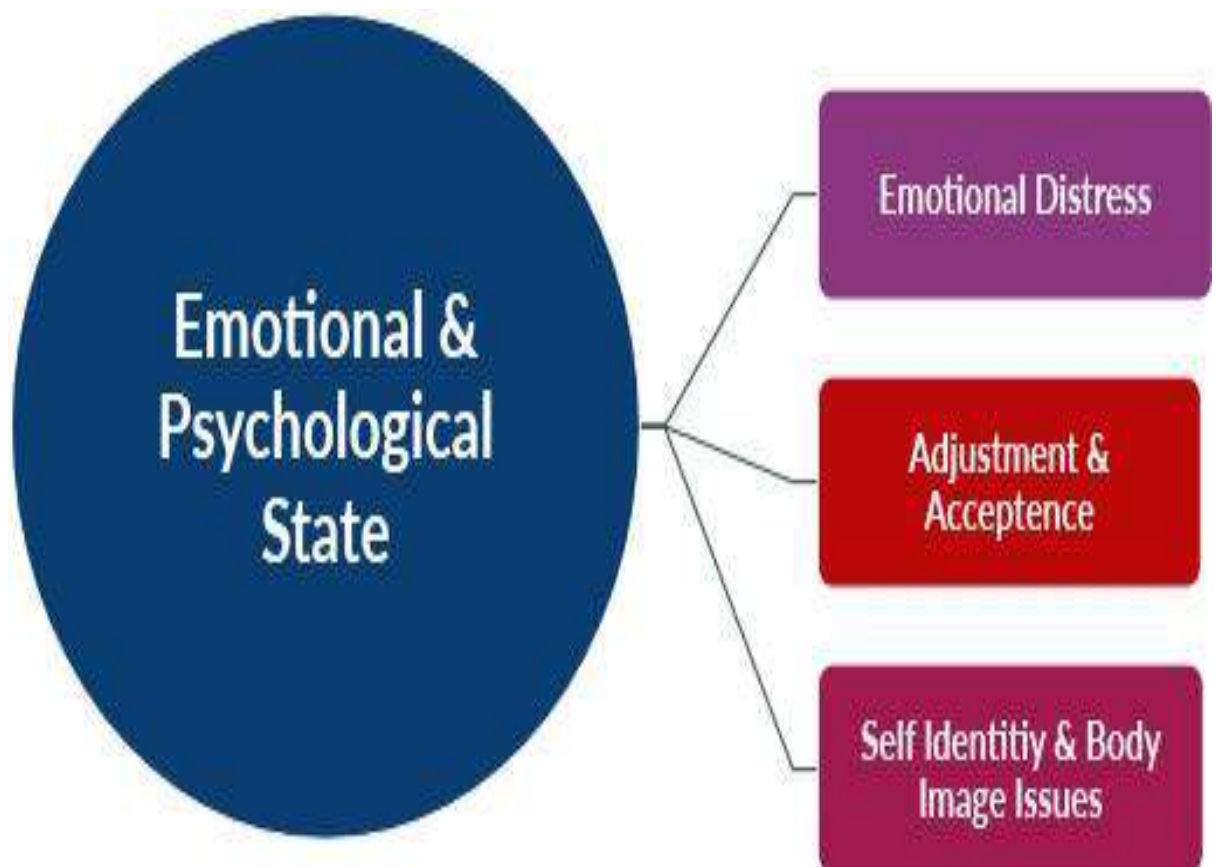 Emotional &
Psychological
State
Emotional Distress
Adjustment &
Acceptence
Self Identitiy & Body
Image Issues